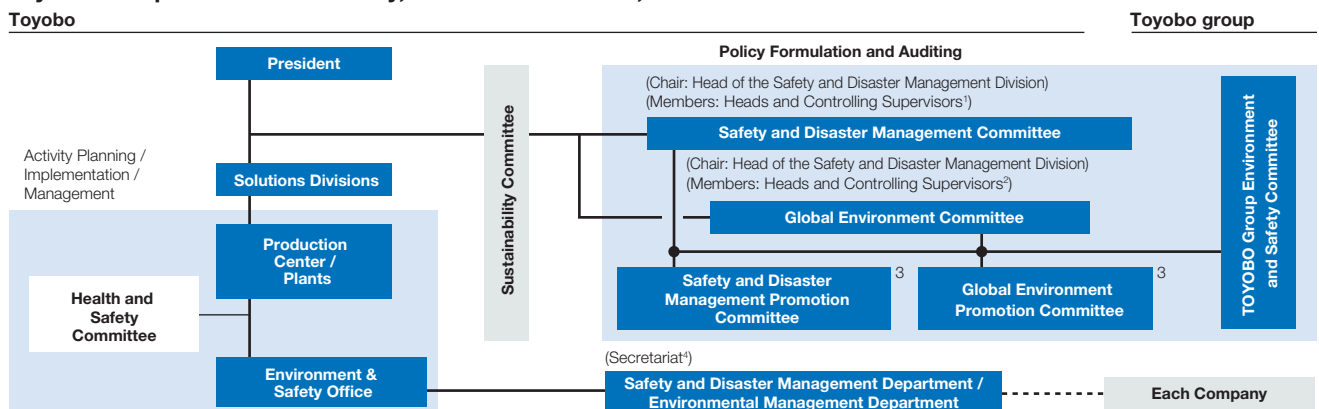 Toyobo
Toyobo group
President
Policy Formulation and Auditing
(Chair: Head of the Safety and Disaster Management Division)
(Members: Heads and Controlling Supervisors¹)
Safety and Disaster Management Committee
Activity Planning /
Implementation /
Management
Solutions Divisions
Sustainability Committee
(Chair: Head of the Safety and Disaster Management Division)
(Members: Heads and Controlling Supervisors²)
Global Environment Committee
TOYOBO Group Environment
and Safety Committee
Production
Center /
Plants
Health and
Safety
Committee
Safety and Disaster
Management Promotion
Committee
3
Global Environment
Promotion Committee
3
Environment &
Safety Office
(Secretariat⁴)
Safety and Disaster Management Department /
Environmental Management Department
Each Company